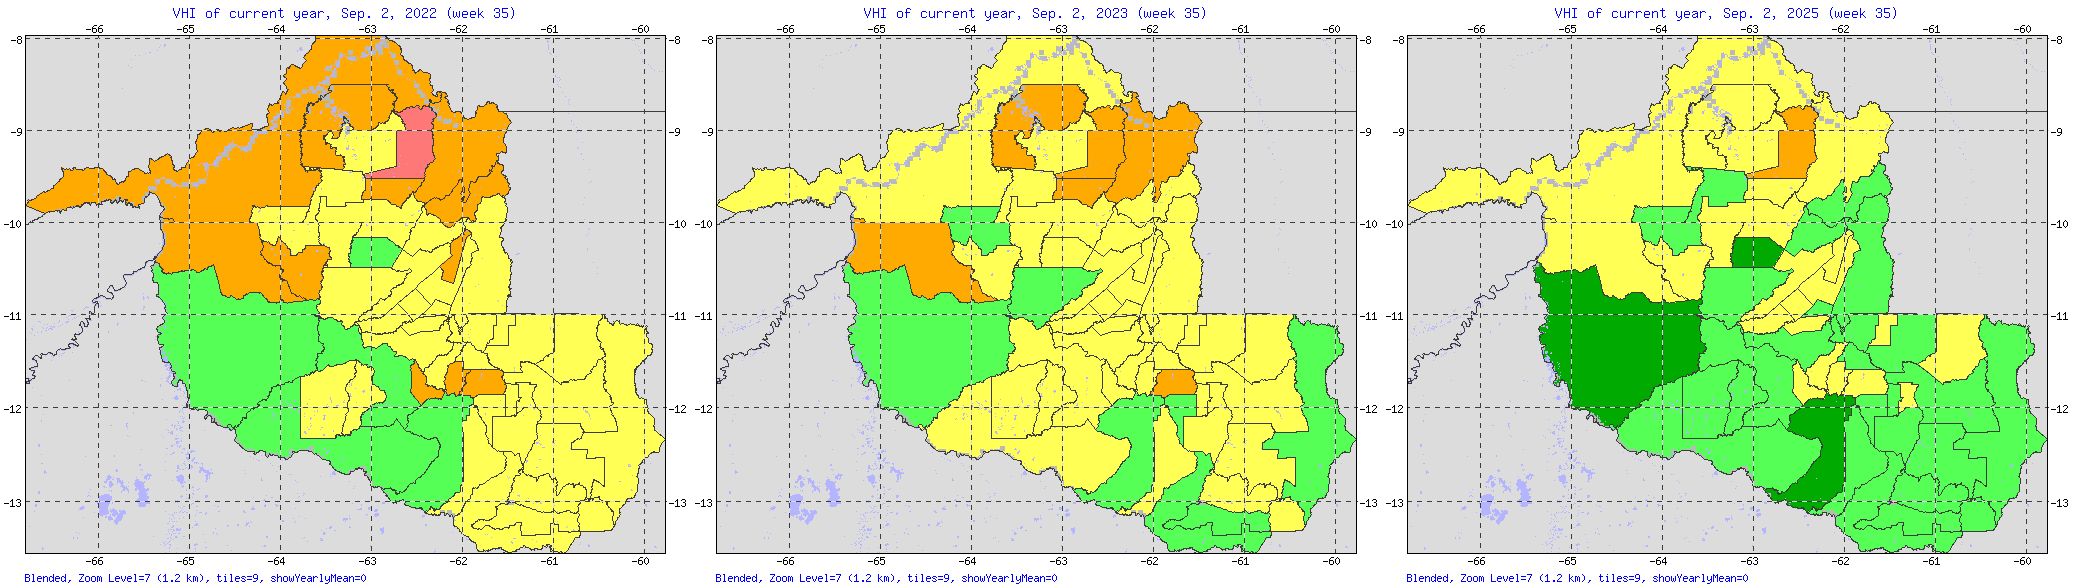 VHI of current year, Sep. 2, 2022 (week 35)
-66 -65 -64 -63 -62 -61 -60
-8 -8
-9 -9
-10 -10
-11 -11
-12 -12
-13 -13
-66 -65 -64 -63 -62 -61 -60
Blended, Zoom Level=7 (1.2 km), tiles=9, showYearlyMean=0
VHI of current year, Sep. 2, 2023 (week 35)
-66 -65 -64 -63 -62 -61 -60
-8 -8
-9 -9
-10 -10
-11 -11
-12 -12
-13 -13
-66 -65 -64 -63 -62 -61 -60
Blended, Zoom Level=7 (1.2 km), tiles=9, showYearlyMean=0
VHI of current year, Sep. 2, 2025 (week 35)
-66 -65 -64 -63 -62 -61 -60
-8 -8
-9 -9
-10 -10
-11 -11
-12 -12
-13 -13
-66 -65 -64 -63 -62 -61 -60
Blended, Zoom Level=7 (1.2 km), tiles=9, showYearlyMean=0